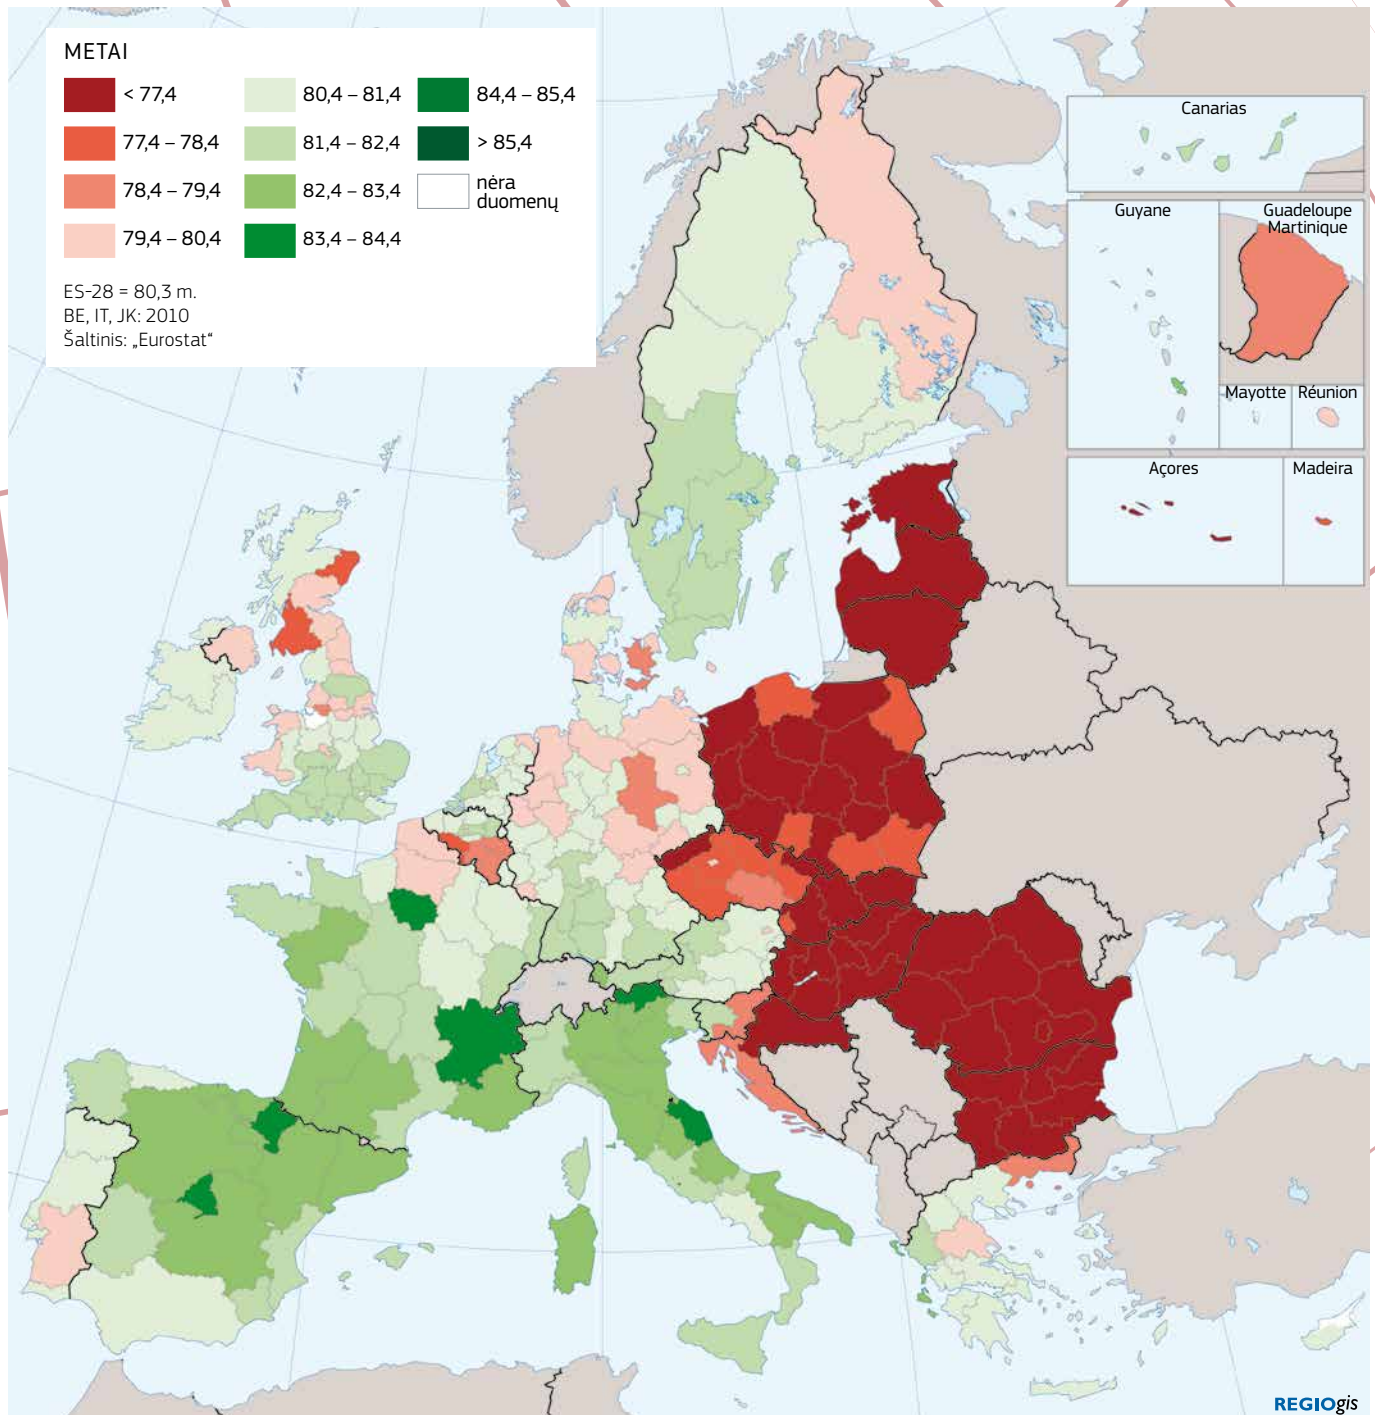 METAI
< 77,4
77,4 – 78,4
78,4 – 79,4
79,4 – 80,4
80,4 – 81,4
81,4 – 82,4
82,4 – 83,4
83,4 – 84,4
84,4 – 85,4
> 85,4
nėra
duomenų
ES-28 = 80,3 m.
BE, IT, JK: 2010
Šaltinis: „Eurostat“
Canarias
Guyane
Guadeloupe
Martinique
Mayotte
Réunion
Açores
Madeira
REGIOgis